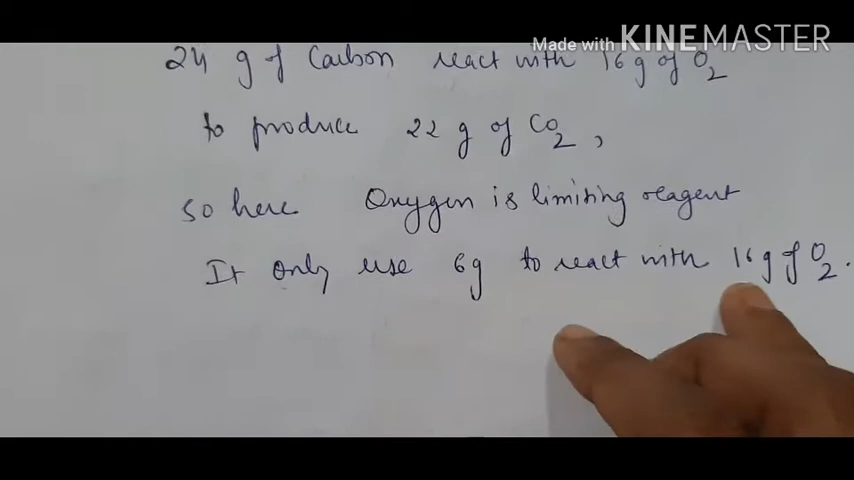 Made with KINEMASTER
24 g of Carbon react with 16 g of O2
to produce 22 g of CO2,
so here Oxygen is limiting reagent
It only use 6g to react with 16g of O2.